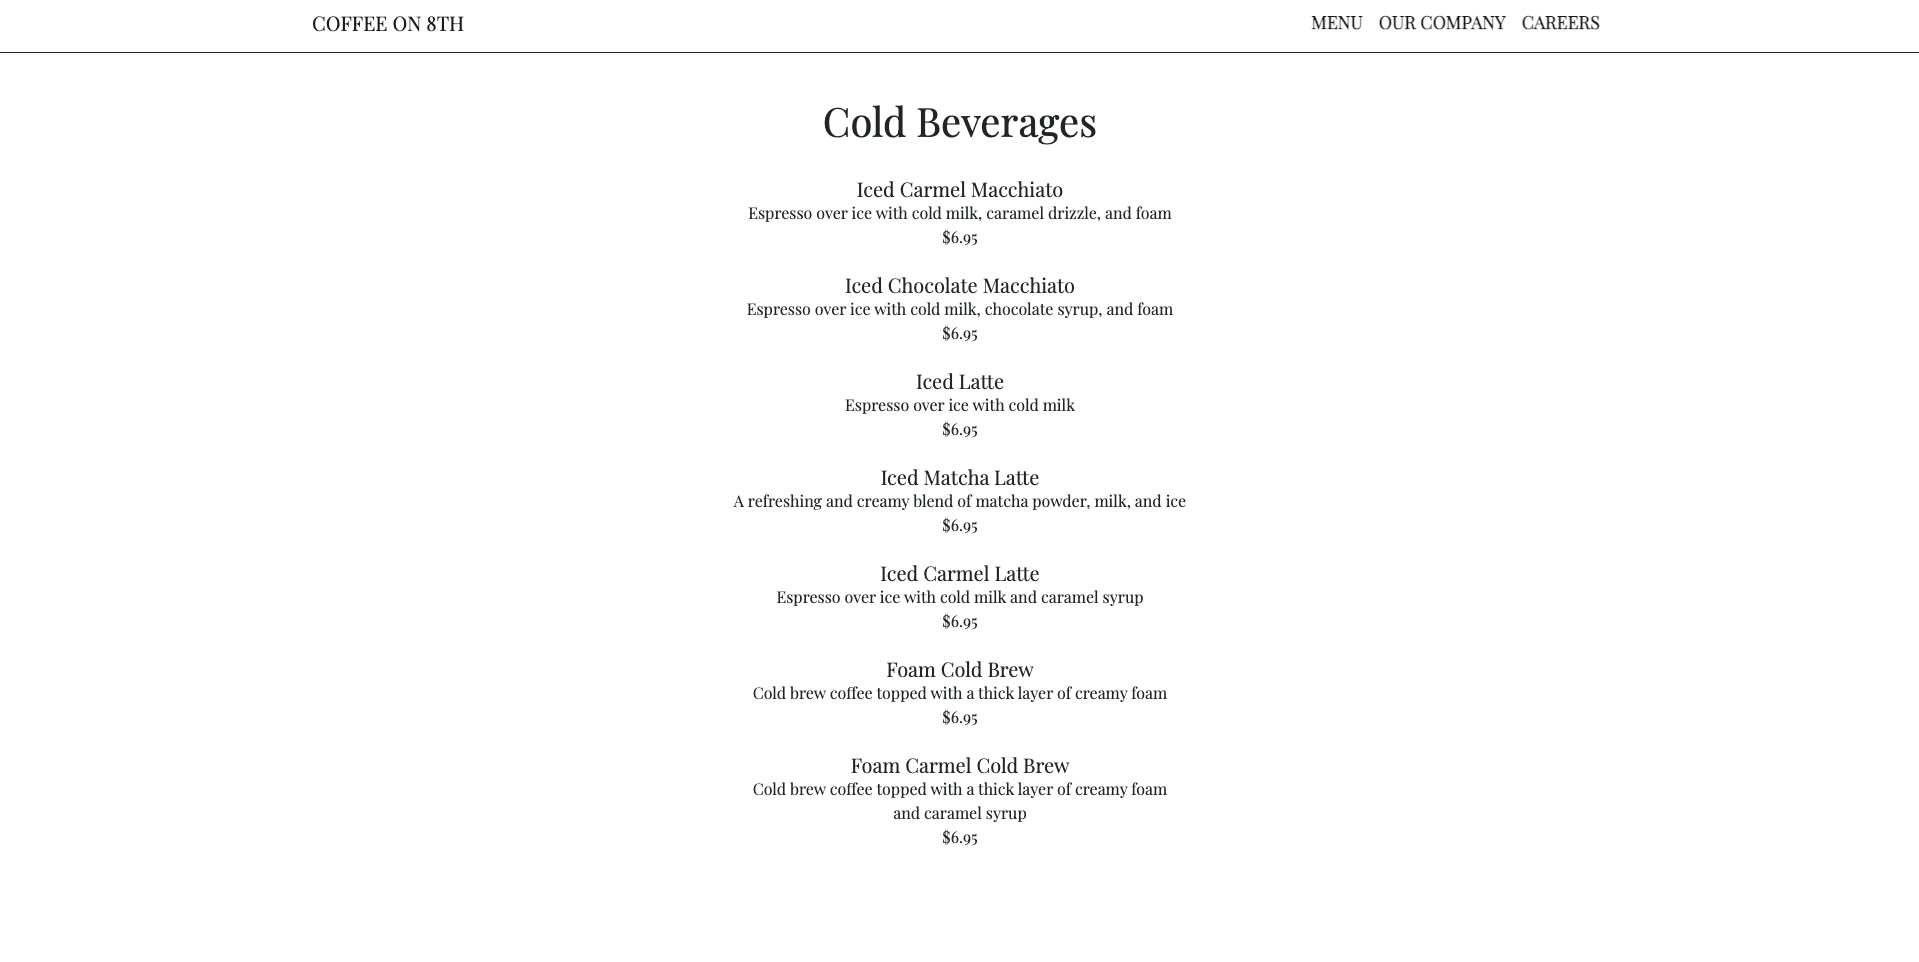 COFFEE ON 8TH
MENU OUR COMPANY CAREERS
Cold Beverages
Iced Carmel Macchiato
Espresso over ice with cold milk, caramel drizzle, and foam
$6.95
Iced Chocolate Macchiato
Espresso over ice with cold milk, chocolate syrup, and foam
$6.95
Iced Latte
Espresso over ice with cold milk
$6.95
Iced Matcha Latte
A refreshing and creamy blend of matcha powder, milk, and ice
$6.95
Iced Carmel Latte
Espresso over ice with cold milk and caramel syrup
$6.95
Foam Cold Brew
Cold brew coffee topped with a thick layer of creamy foam
$6.95
Foam Carmel Cold Brew
Cold brew coffee topped with a thick layer of creamy foam
and caramel syrup
$6.95